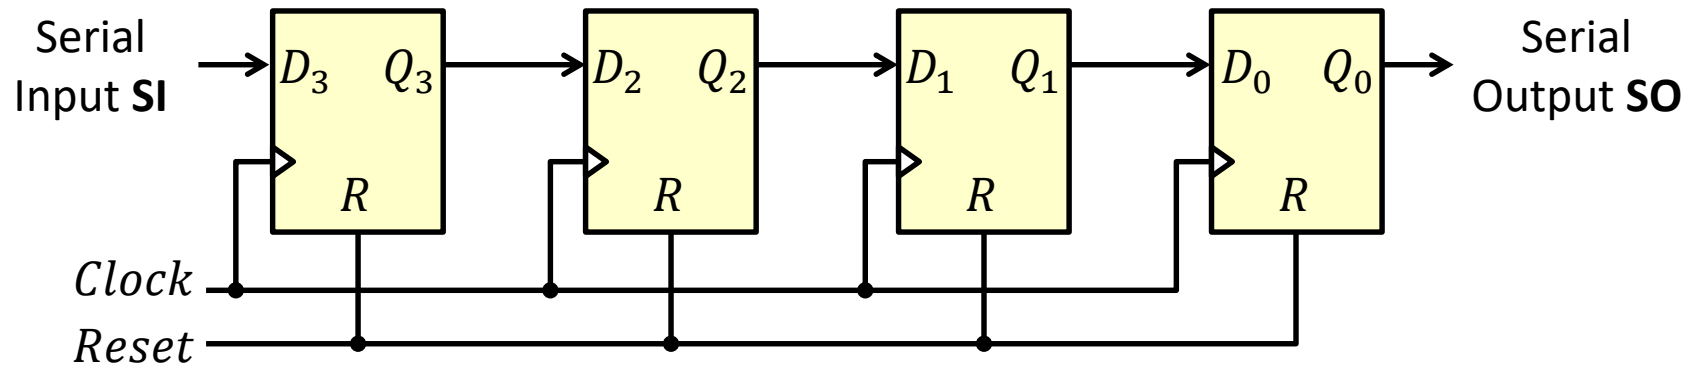 Serial
Input SI
D₃ Q₃
D₂ Q₂
D₁ Q₁
D₀ Q₀
Serial
Output SO
R
R
R
R
Clock
Reset